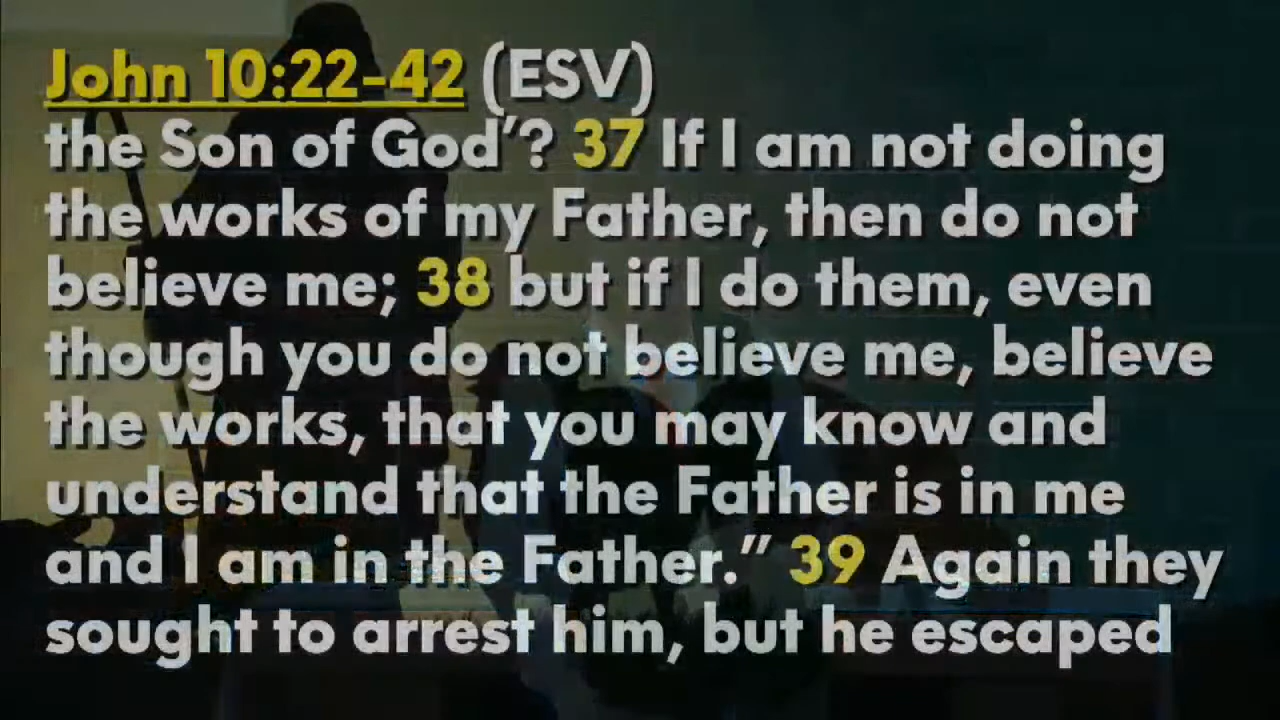 John 10:22-42 (ESV)
the Son of God’? 37 If I am not doing
the works of my Father, then do not
believe me; 38 but if I do them, even
though you do not believe me, believe
the works, that you may know and
understand that the Father is in me
and I am in the Father.” 39 Again they
sought to arrest him, but he escaped